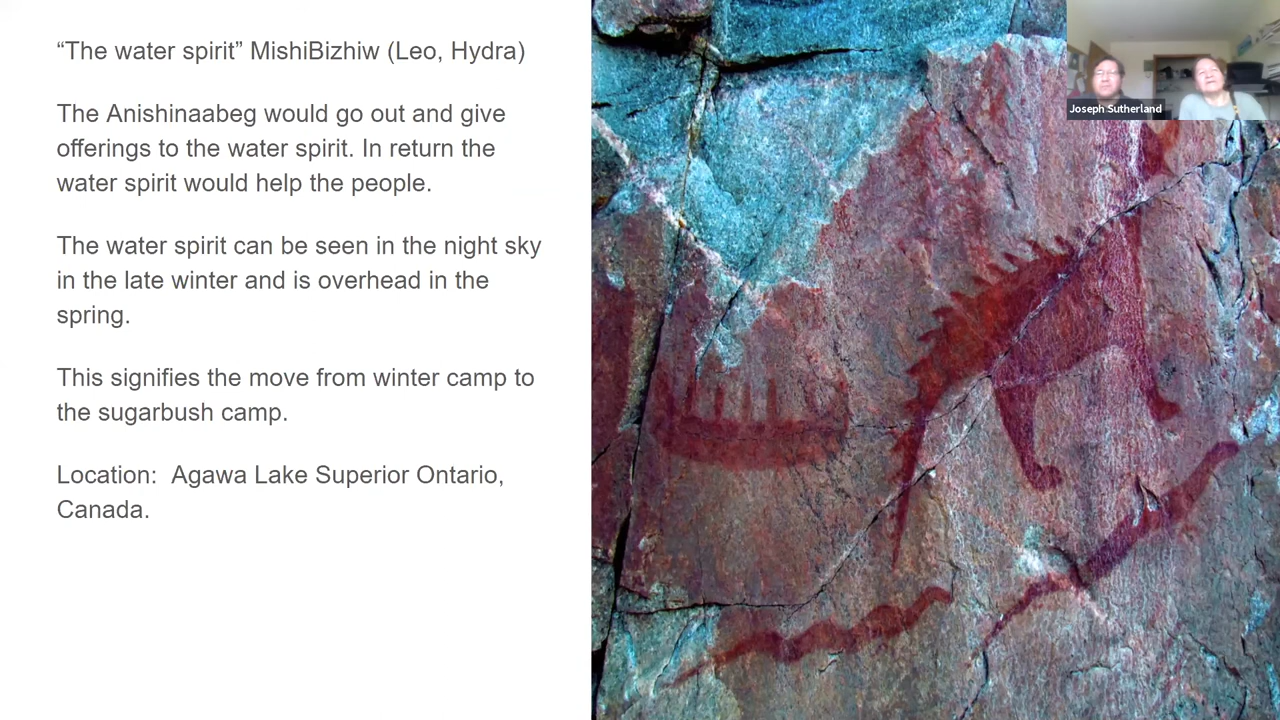 “The water spirit” MishiBizhiw (Leo, Hydra)
The Anishinaabeg would go out and give
offerings to the water spirit. In return the
water spirit would help the people.
The water spirit can be seen in the night sky
in the late winter and is overhead in the
spring.
This signifies the move from winter camp to
the sugarbush camp.
Location:  Agawa Lake Superior Ontario,
Canada.
Joseph Sutherland